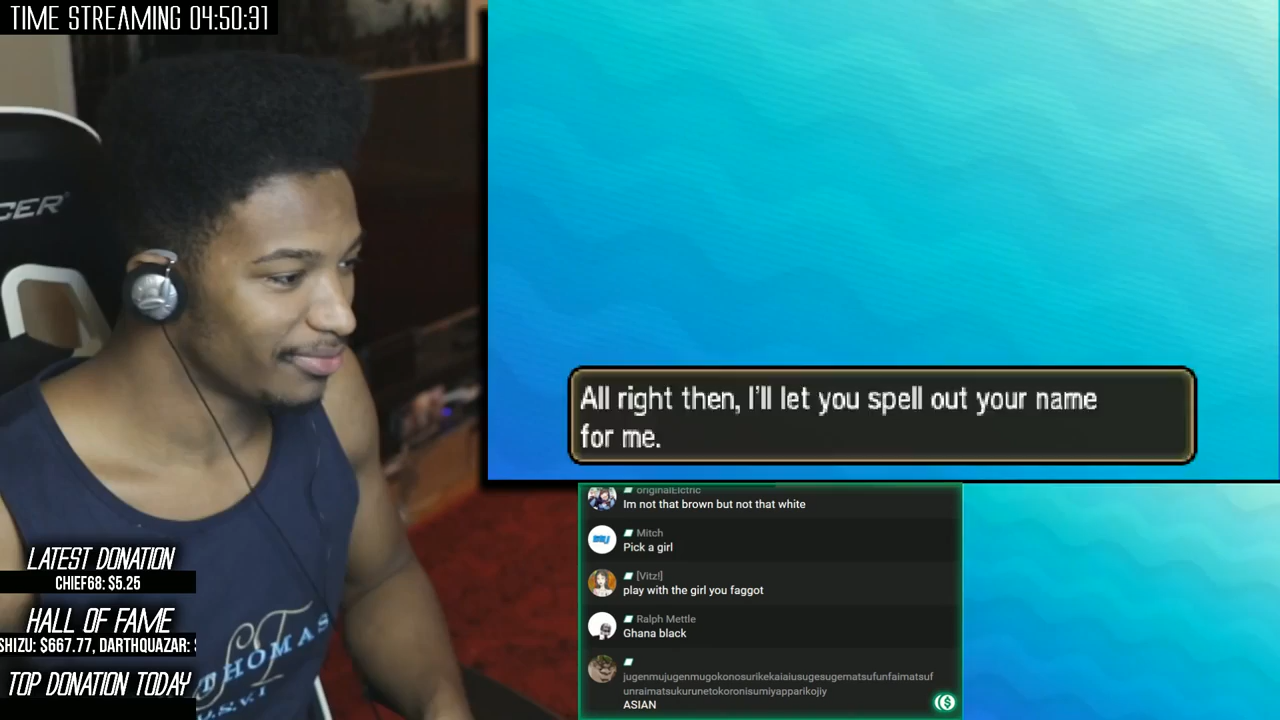 TIME STREAMING 04:50:31
CER
All right then, I'll let you spell out your name
for me.
originalElctric
Im not that brown but not that white
Mitch
Pick a girl
[Vitz!]
play with the girl you faggot
Ralph Mettle
Ghana black
jugenmujugenmugokonosurikekaiaiusugesugematsufunfaimatsuf
unraimatsukurunetokoronisumiyapparikojiy
ASIAN
LATEST DONATION
CHIEF68: $5.25
HALL OF FAME
SHIZU: $667.77, DARTHQUAZAR:
TOP DONATION TODAY
ST
THOMAS
U.S.V.I